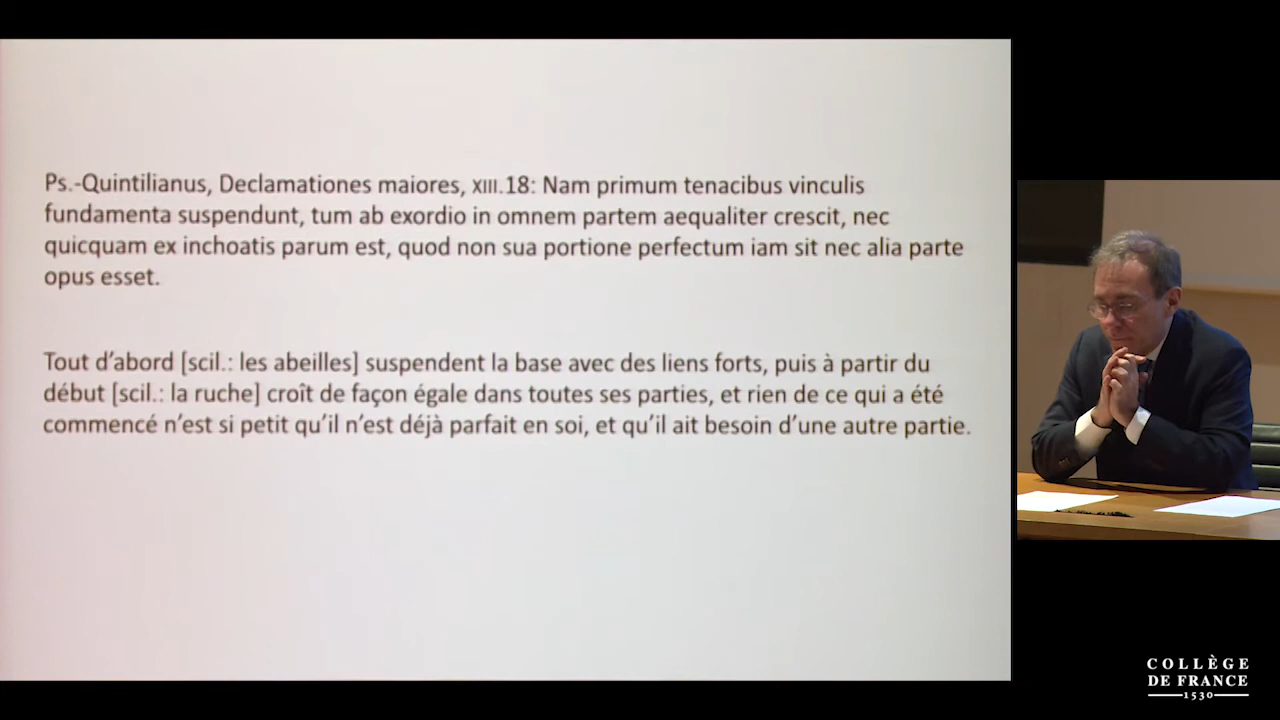 Ps.-Quintilianus, Declamationes maiores, XIII.18: Nam primum tenacibus vinculis
fundamenta suspendunt, tum ab exordio in omnem partem aequaliter crescit, nec
quicquam ex inchoatis parum est, quod non sua portione perfectum iam sit nec alia parte
opus esset.
Tout d’abord [scil.: les abeilles] suspendent la base avec des liens forts, puis à partir du
début [scil.: la ruche] croît de façon égale dans toutes ses parties, et rien de ce qui a été
commencé n’est si petit qu’il n’est déjà parfait en soi, et qu’il ait besoin d’une autre partie.
COLLÈGE
DE FRANCE
1530